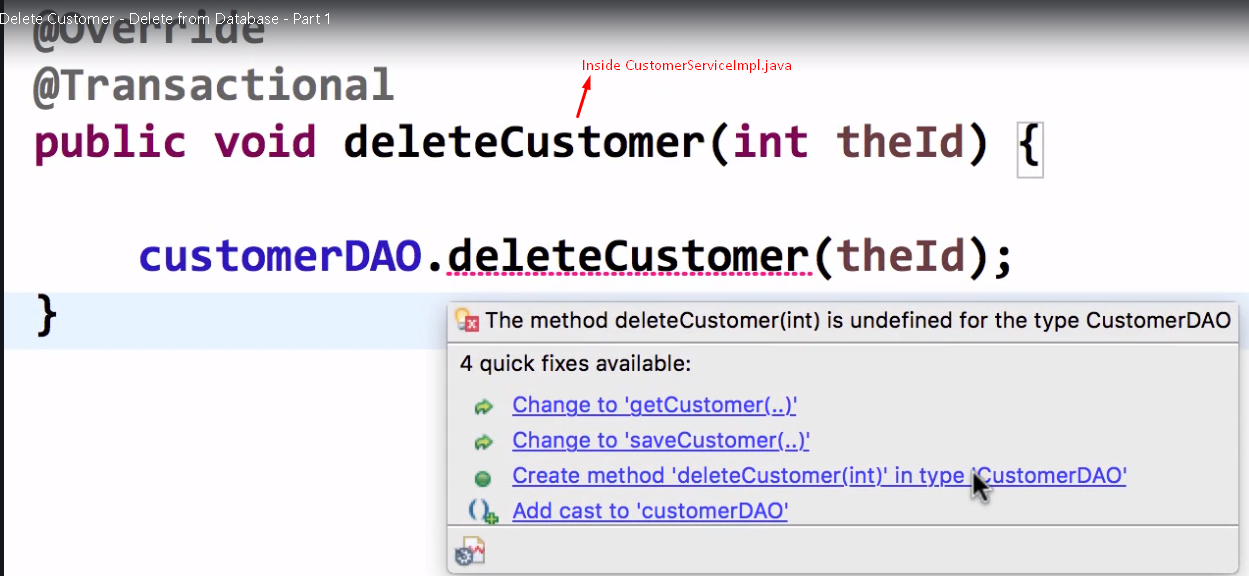 Delete Customer - Delete from Database - Part 1
@Override
Inside CustomerServiceImpl.java
@Transactional
public void deleteCustomer(int theId) {
customerDAO.deleteCustomer(theId);
}
The method deleteCustomer(int) is undefined for the type CustomerDAO
4 quick fixes available:
Change to 'getCustomer(..)'
Change to 'saveCustomer(..)'
Create method 'deleteCustomer(int)' in type 'CustomerDAO'
Add cast to 'customerDAO'